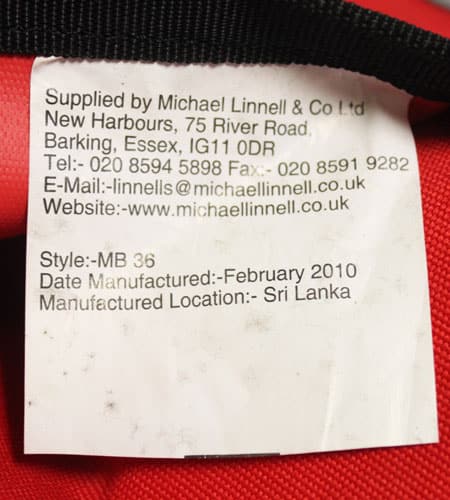 Supplied by Michael Linnell & Co Ltd
New Harbours, 75 River Road,
Barking, Essex, IG11 0DR
Tel:- 020 8594 5898 Fax:- 020 8591 9282
E-Mail:-linnells@michaellinnell.co.uk
Website:-www.michaellinnell.co.uk
Style:-MB 36
Date Manufactured:-February 2010
Manufactured Location:- Sri Lanka